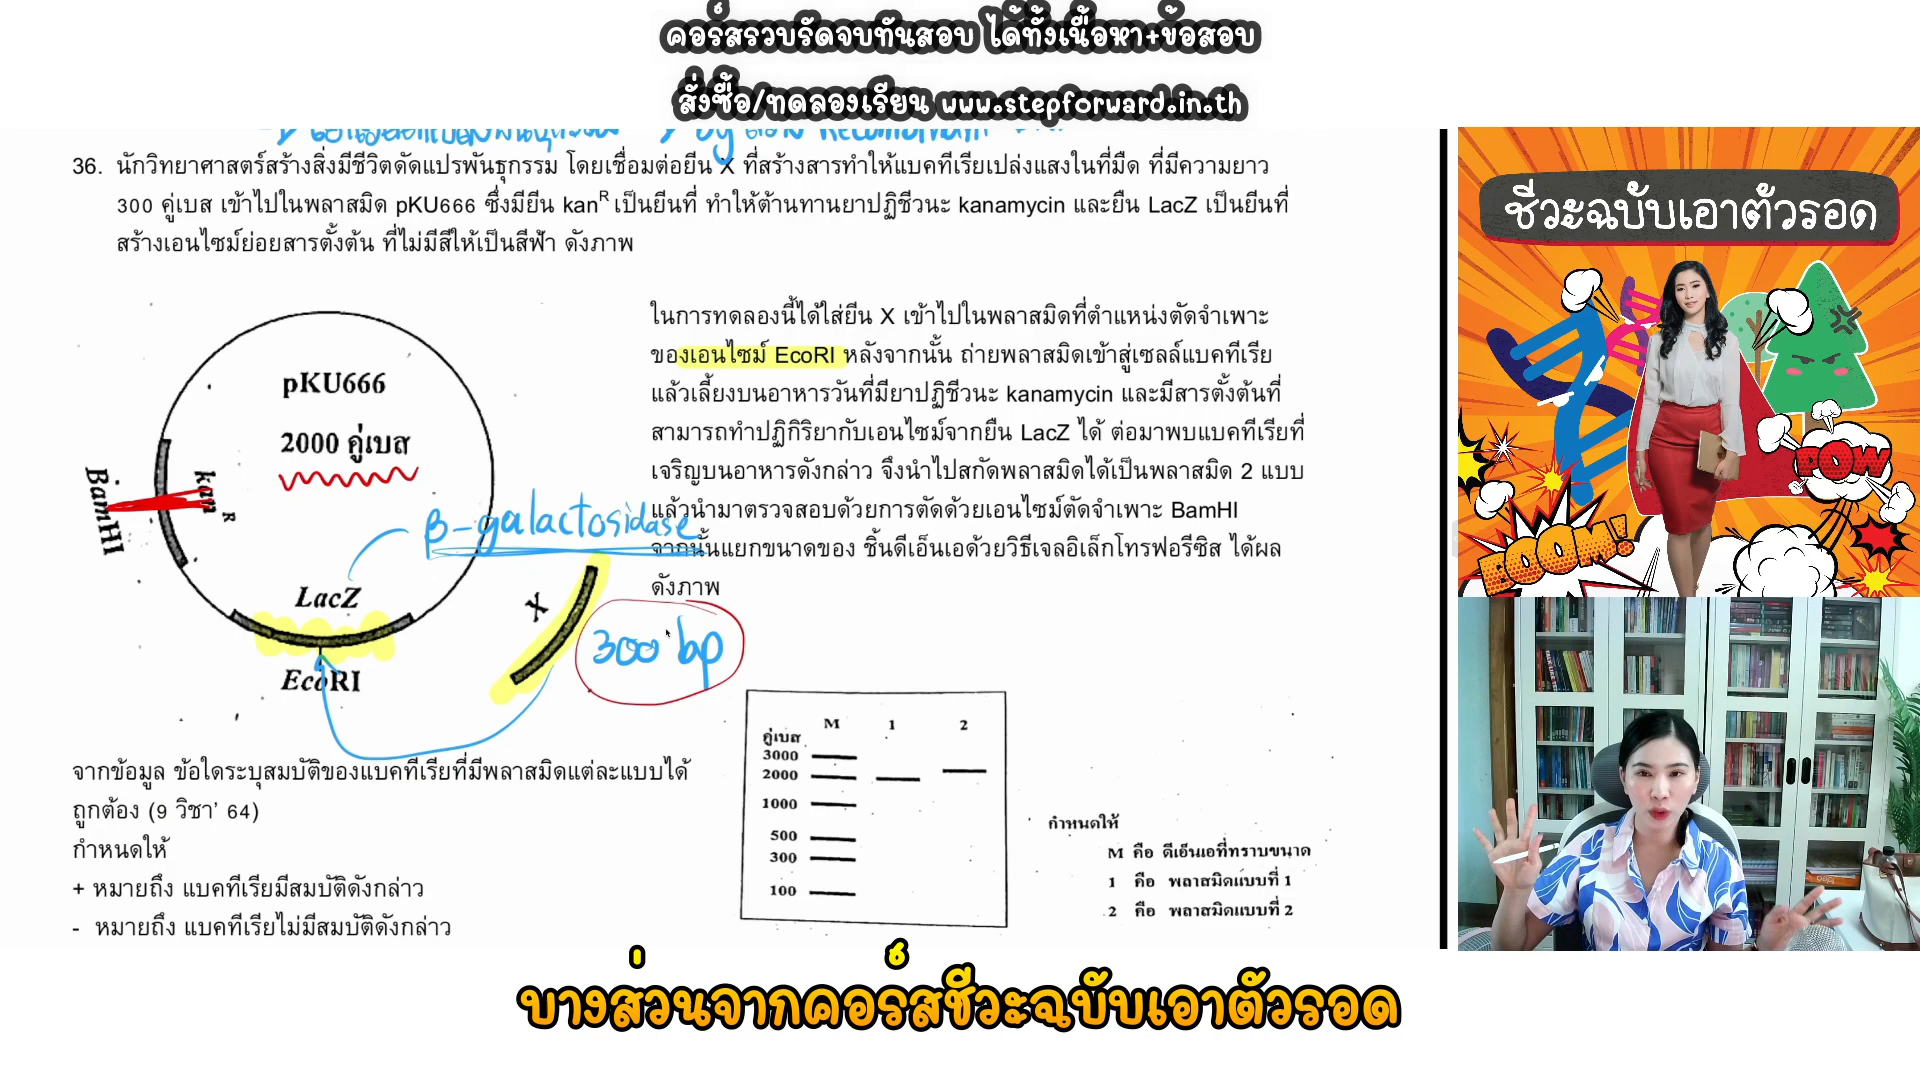 คอร์สรวบรัดจบทันสอบ ได้ทั้งเนื้อหา+ข้อสอบ
สั่งซื้อ/ทดลองเรียน www.stepforward.in.th
36. นักวิทยาศาสตร์สร้างสิ่งมีชีวิตดัดแปรพันธุกรรม โดยเชื่อมต่อยีน X ที่สร้างสารทำให้แบคทีเรียเปล่งแสงในที่มืด ที่มีความยาว
300 คู่เบส เข้าไปในพลาสมิด pKU666 ซึ่งมียีน kanR เป็นยีนที่ ทำให้ต้านทานยาปฏิชีวนะ kanamycin และยืน LacZ เป็นยีนที่
สร้างเอนไซม์ย่อยสารตั้งต้น ที่ไม่มีสีให้เป็นสีฟ้า ดังภาพ
pKU666
2000 คู่เบส
BamHI
kan R
LacZ
EcoRI
β-galactosidase
X
300 bp
ในการทดลองนี้ได้ใส่ยีน X เข้าไปในพลาสมิดที่ตำแหน่งตัดจำเพาะ
ของเอนไซม์ EcoRI หลังจากนั้น ถ่ายพลาสมิดเข้าสู่เซลล์แบคทีเรีย
แล้วเลี้ยงบนอาหารวันที่มียาปฏิชีวนะ kanamycin และมีสารตั้งต้นที่
สามารถทำปฏิกิริยากับเอนไซม์จากยืน LacZ ได้ ต่อมาพบแบคทีเรียที่
เจริญบนอาหารดังกล่าว จึงนำไปสกัดพลาสมิดได้เป็นพลาสมิด 2 แบบ
แล้วนำมาตรวจสอบด้วยการตัดด้วยเอนไซม์ตัดจำเพาะ BamHI
จากนั้นแยกขนาดของ ชิ้นดีเอ็นเอด้วยวิธีเจลอิเล็กโทรฟอรีซิส ได้ผล
ดังภาพ
คู่เบส M 1 2
3000
2000
1000
500
300
100
กำหนดให้
M คือ ดีเอ็นเอที่ทราบขนาด
1 คือ พลาสมิดแบบที่ 1
2 คือ พลาสมิดแบบที่ 2
จากข้อมูล ข้อใดระบุสมบัติของแบคทีเรียที่มีพลาสมิดแต่ละแบบได้
ถูกต้อง (9 วิชา' 64)
กำหนดให้
+ หมายถึง แบคทีเรียมีสมบัติดังกล่าว
- หมายถึง แบคทีเรียไม่มีสมบัติดังกล่าว
ชีวะฉบับเอาตัวรอด
POW
BOOM!
บางส่วนจากคอร์สชีวะฉบับเอาตัวรอด